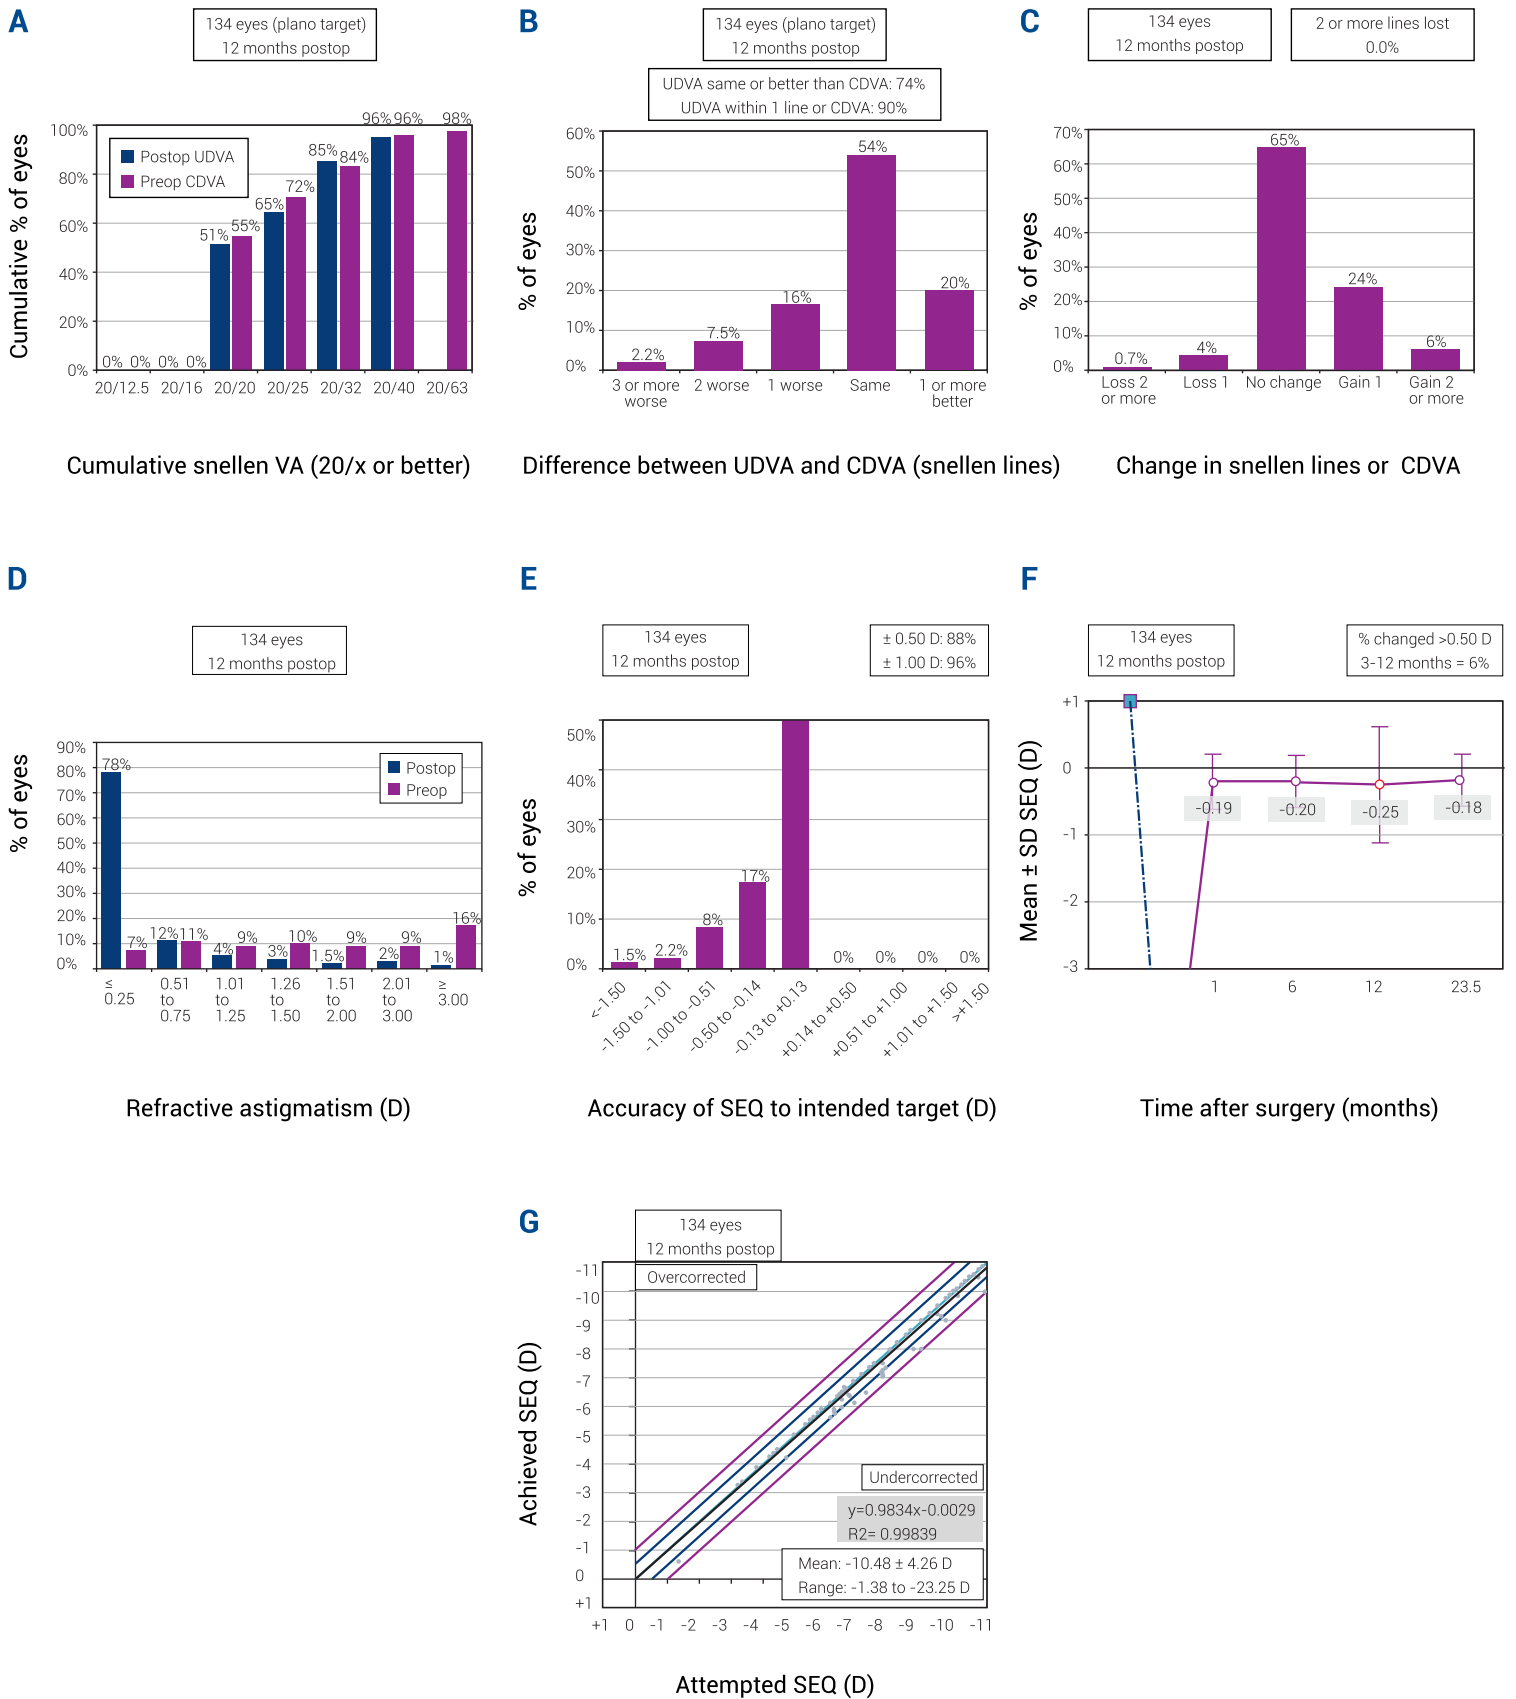 A
134 eyes (plano target)
12 months postop
Cumulative % of eyes
100%
80%
60%
40%
20%
0%
Postop UDVA
Preop CDVA
0% 0% 0% 0% 51% 55% 65% 72% 85% 84% 96% 96% 98%
20/12.5 20/16 20/20 20/25 20/32 20/40 20/63
Cumulative snellen VA (20/x or better)
B
134 eyes (plano target)
12 months postop
UDVA same or better than CDVA: 74%
UDVA within 1 line or CDVA: 90%
% of eyes
60%
50%
40%
30%
20%
10%
0%
2.2% 7.5% 16% 54% 20%
3 or more 2 worse 1 worse Same 1 or more
worse better
Difference between UDVA and CDVA (snellen lines)
C
134 eyes
12 months postop
2 or more lines lost
0.0%
% of eyes
70%
60%
50%
40%
30%
20%
10%
0%
0.7% 4% 65% 24% 6%
Loss 2 Loss 1 No change Gain 1 Gain 2
or more or more
Change in snellen lines or CDVA
D
134 eyes
12 months postop
% of eyes
90%
80%
70%
60%
50%
40%
30%
20%
10%
0%
Postop
Preop
78% 7% 12% 11% 4% 9% 3% 10% 1.5% 9% 2% 9% 1% 16%
≤ 0.51 1.01 1.26 1.51 2.01 ≥
0.25 to to to to to 3.00
0.75 1.25 1.50 2.00 3.00
Refractive astigmatism (D)
E
134 eyes
12 months postop
± 0.50 D: 88%
± 1.00 D: 96%
% of eyes
50%
40%
30%
20%
10%
0%
1.5% 2.2% 8% 17% 0% 0% 0% 0%
<-1.50
-1.50 to -1.01
-1.00 to -0.51
-0.50 to -0.14
-0.13 to +0.13
+0.14 to +0.50
+0.51 to +1.00
+1.01 to +1.50
>+1.50
Accuracy of SEQ to intended target (D)
F
134 eyes
12 months postop
% changed >0.50 D
3-12 months = 6%
Mean ± SD SEQ (D)
+1
0
-1
-2
-3
-0.19 -0.20 -0.25 -0.18
1 6 12 23.5
Time after surgery (months)
G
134 eyes
12 months postop
Overcorrected
Achieved SEQ (D)
-11
-10
-9
-8
-7
-6
-5
-4
-3
-2
-1
0
+1
Undercorrected
y=0.9834x-0.0029
R2= 0.99839
Mean: -10.48 ± 4.26 D
Range: -1.38 to -23.25 D
+1 0 -1 -2 -3 -4 -5 -6 -7 -8 -9 -10 -11
Attempted SEQ (D)